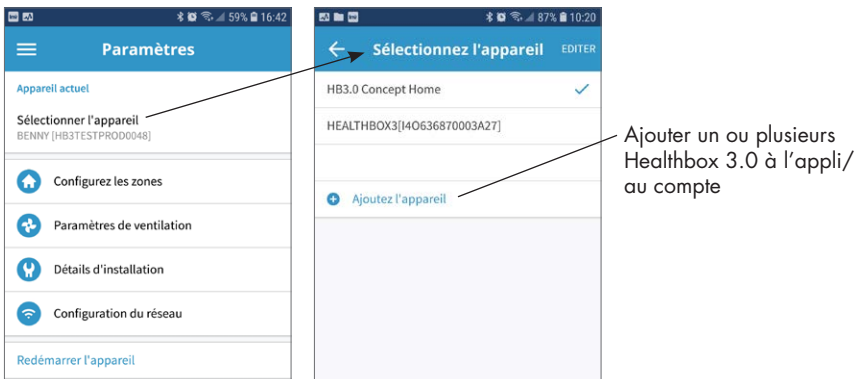 59% 16:42
Paramètres
Appareil actuel
Sélectionner l'appareil
BENNY [HB3TESTPROD0048]
Configurez les zones
Paramètres de ventilation
Détails d'installation
Configuration du réseau
Redémarrer l'appareil
87% 10:20
Sélectionnez l'appareil EDITER
HB3.0 Concept Home
HEALTHBOX3[I4O636870003A27]
Ajoutez l'appareil
Ajouter un ou plusieurs
Healthbox 3.0 à l'appli/
au compte